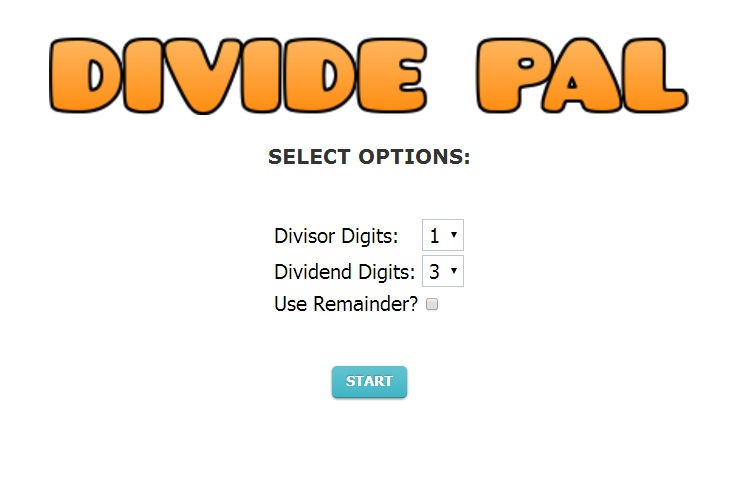 DIVIDE PAL
SELECT OPTIONS:
Divisor Digits: 1
Dividend Digits: 3
Use Remainder?
START